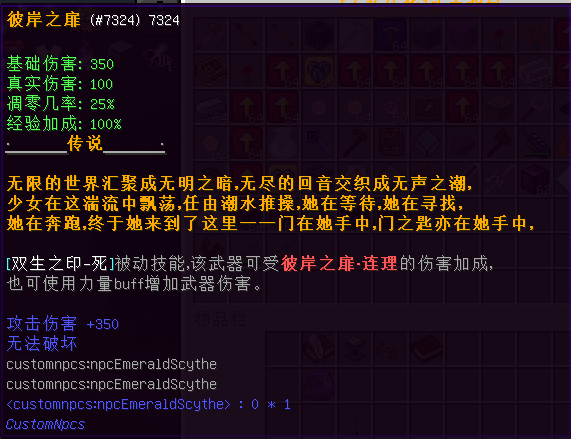 彼岸之扉 (#7324) 7324
基础伤害: 350
真实伤害: 100
凋零几率: 25%
经验加成: 100%
·______传说______·
无限的世界汇聚成无明之暗,无尽的回音交织成无声之潮,
少女在这湍流中飘荡,任由潮水推搡,她在等待,她在寻找,
她在奔跑,终于她来到了这里——门在她手中,门之匙亦在她手中,
[双生之印-死]被动技能,该武器可受彼岸之扉·连理的伤害加成,
也可使用力量buff增加武器伤害。
攻击伤害 +350
无法破坏
customnpcs:npcEmeraldScythe
customnpcs:npcEmeraldScythe
<customnpcs:npcEmeraldScythe> : 0 * 1
CustomNpcs
物品栏